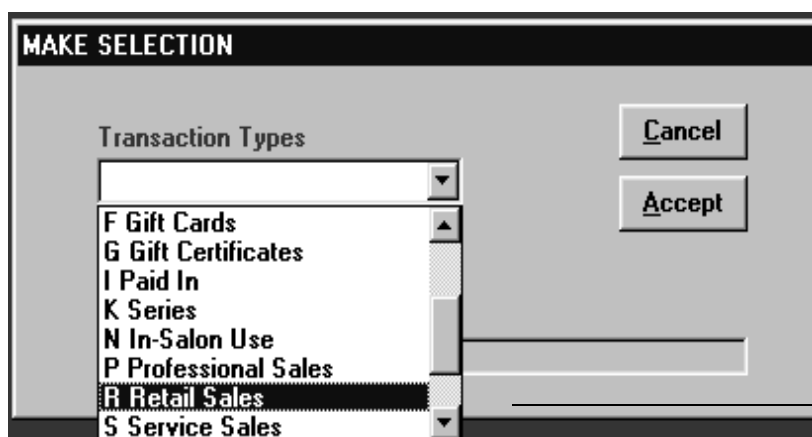 MAKE SELECTION
Transaction Types
Cancel
Accept
F Gift Cards
G Gift Certificates
I Paid In
K Series
N In-Salon Use
P Professional Sales
R Retail Sales
S Service Sales